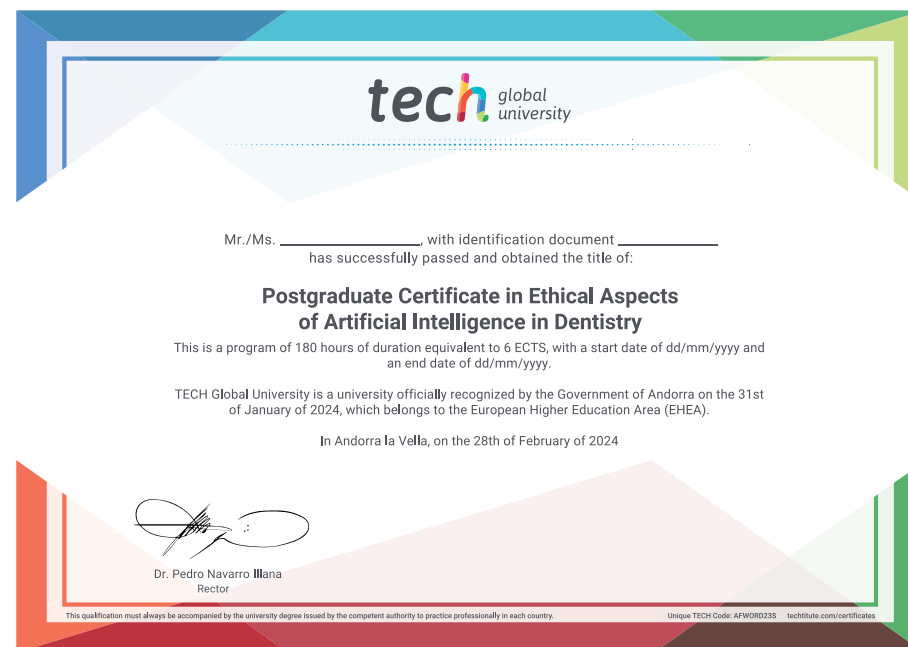 tech global university
Mr./Ms. ____________________, with identification document ______________
has successfully passed and obtained the title of:
Postgraduate Certificate in Ethical Aspects
of Artificial Intelligence in Dentistry
This is a program of 180 hours of duration equivalent to 6 ECTS, with a start date of dd/mm/yyyy and
an end date of dd/mm/yyyy.
TECH Global University is a university officially recognized by the Government of Andorra on the 31st
of January of 2024, which belongs to the European Higher Education Area (EHEA).
In Andorra la Vella, on the 28th of February of 2024
Dr. Pedro Navarro Illana
Rector
This qualification must always be accompanied by the university degree issued by the competent authority to practice professionally in each country.
Unique TECH Code: AFWORD23S techtitute.com/certificates